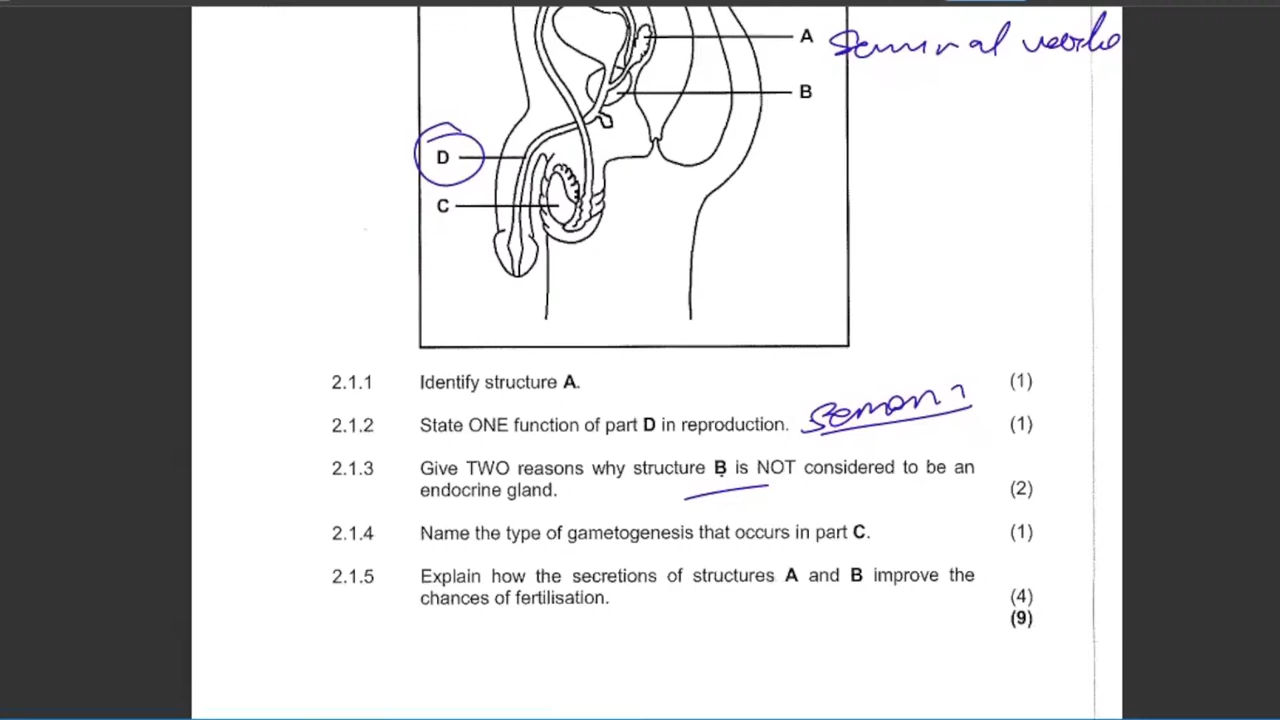 A
B
D
C
2.1.1 Identify structure A. (1)
semen?
2.1.2 State ONE function of part D in reproduction. (1)
2.1.3 Give TWO reasons why structure B is NOT considered to be an
endocrine gland. (2)
2.1.4 Name the type of gametogenesis that occurs in part C. (1)
2.1.5 Explain how the secretions of structures A and B improve the
chances of fertilisation. (4)
(9)